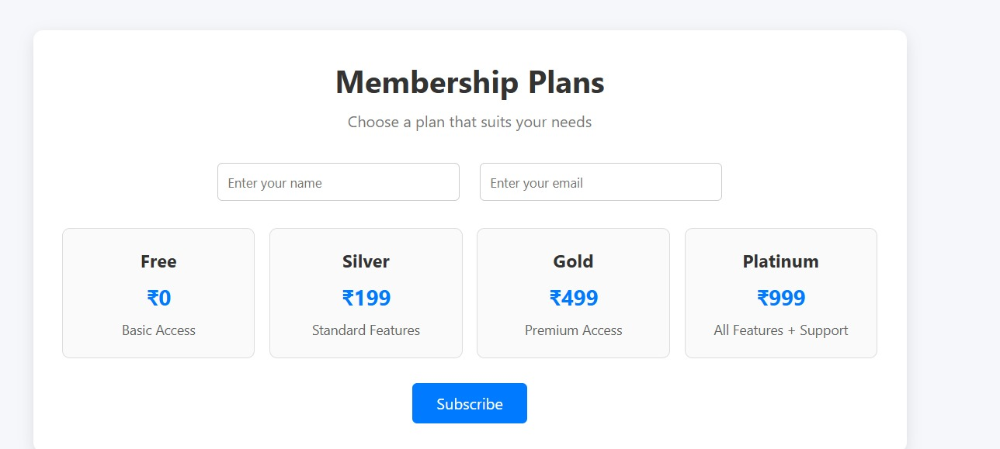 Membership Plans
Choose a plan that suits your needs
Enter your name
Enter your email
Free
₹0
Basic Access
Silver
₹199
Standard Features
Gold
₹499
Premium Access
Platinum
₹999
All Features + Support
Subscribe